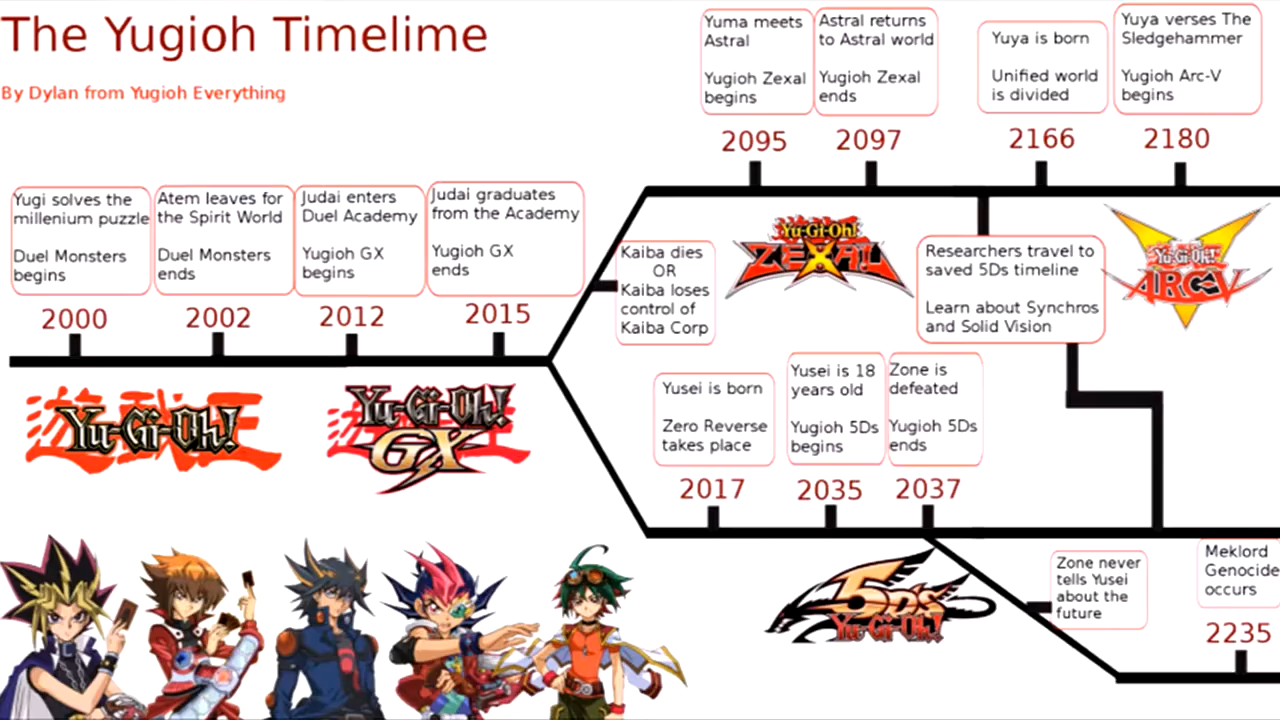 The Yugioh Timelime
By Dylan from Yugioh Everything
Yugi solves the
millenium puzzle
Duel Monsters
begins
2000
Atem leaves for
the Spirit World
Duel Monsters
ends
2002
Judai enters
Duel Academy
Yugioh GX
begins
2012
Judai graduates
from the Academy
Yugioh GX
ends
2015
遊戯王
Yu-Gi-Oh!
遊戯王
Yu-Gi-Oh!
GX
Kaiba dies
OR
Kaiba loses
control of
Kaiba Corp
Yuma meets
Astral
Yugioh Zexal
begins
2095
Astral returns
to Astral world
Yugioh Zexal
ends
2097
Yuya is born
Unified world
is divided
2166
Yuya verses The
Sledgehammer
Yugioh Arc-V
begins
2180
Yu-Gi-Oh!
ZEXAL
Researchers travel to
saved 5Ds timeline
Learn about Synchros
and Solid Vision
Yu-Gi-Oh!
ARC-V
Yusei is born
Zero Reverse
takes place
2017
Yusei is 18
years old
Yugioh 5Ds
begins
2035
Zone is
defeated
Yugioh 5Ds
ends
2037
5D's
Yu-Gi-Oh!
Zone never
tells Yusei
about the
future
Meklord
Genocide
occurs
2235